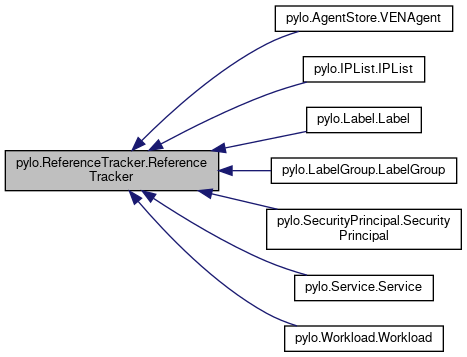 pylo.AgentStore.VENAgent
pylo.IPList.IPList
pylo.Label.Label
pylo.ReferenceTracker.Reference
Tracker
pylo.LabelGroup.LabelGroup
pylo.SecurityPrincipal.Security
Principal
pylo.Service.Service
pylo.Workload.Workload